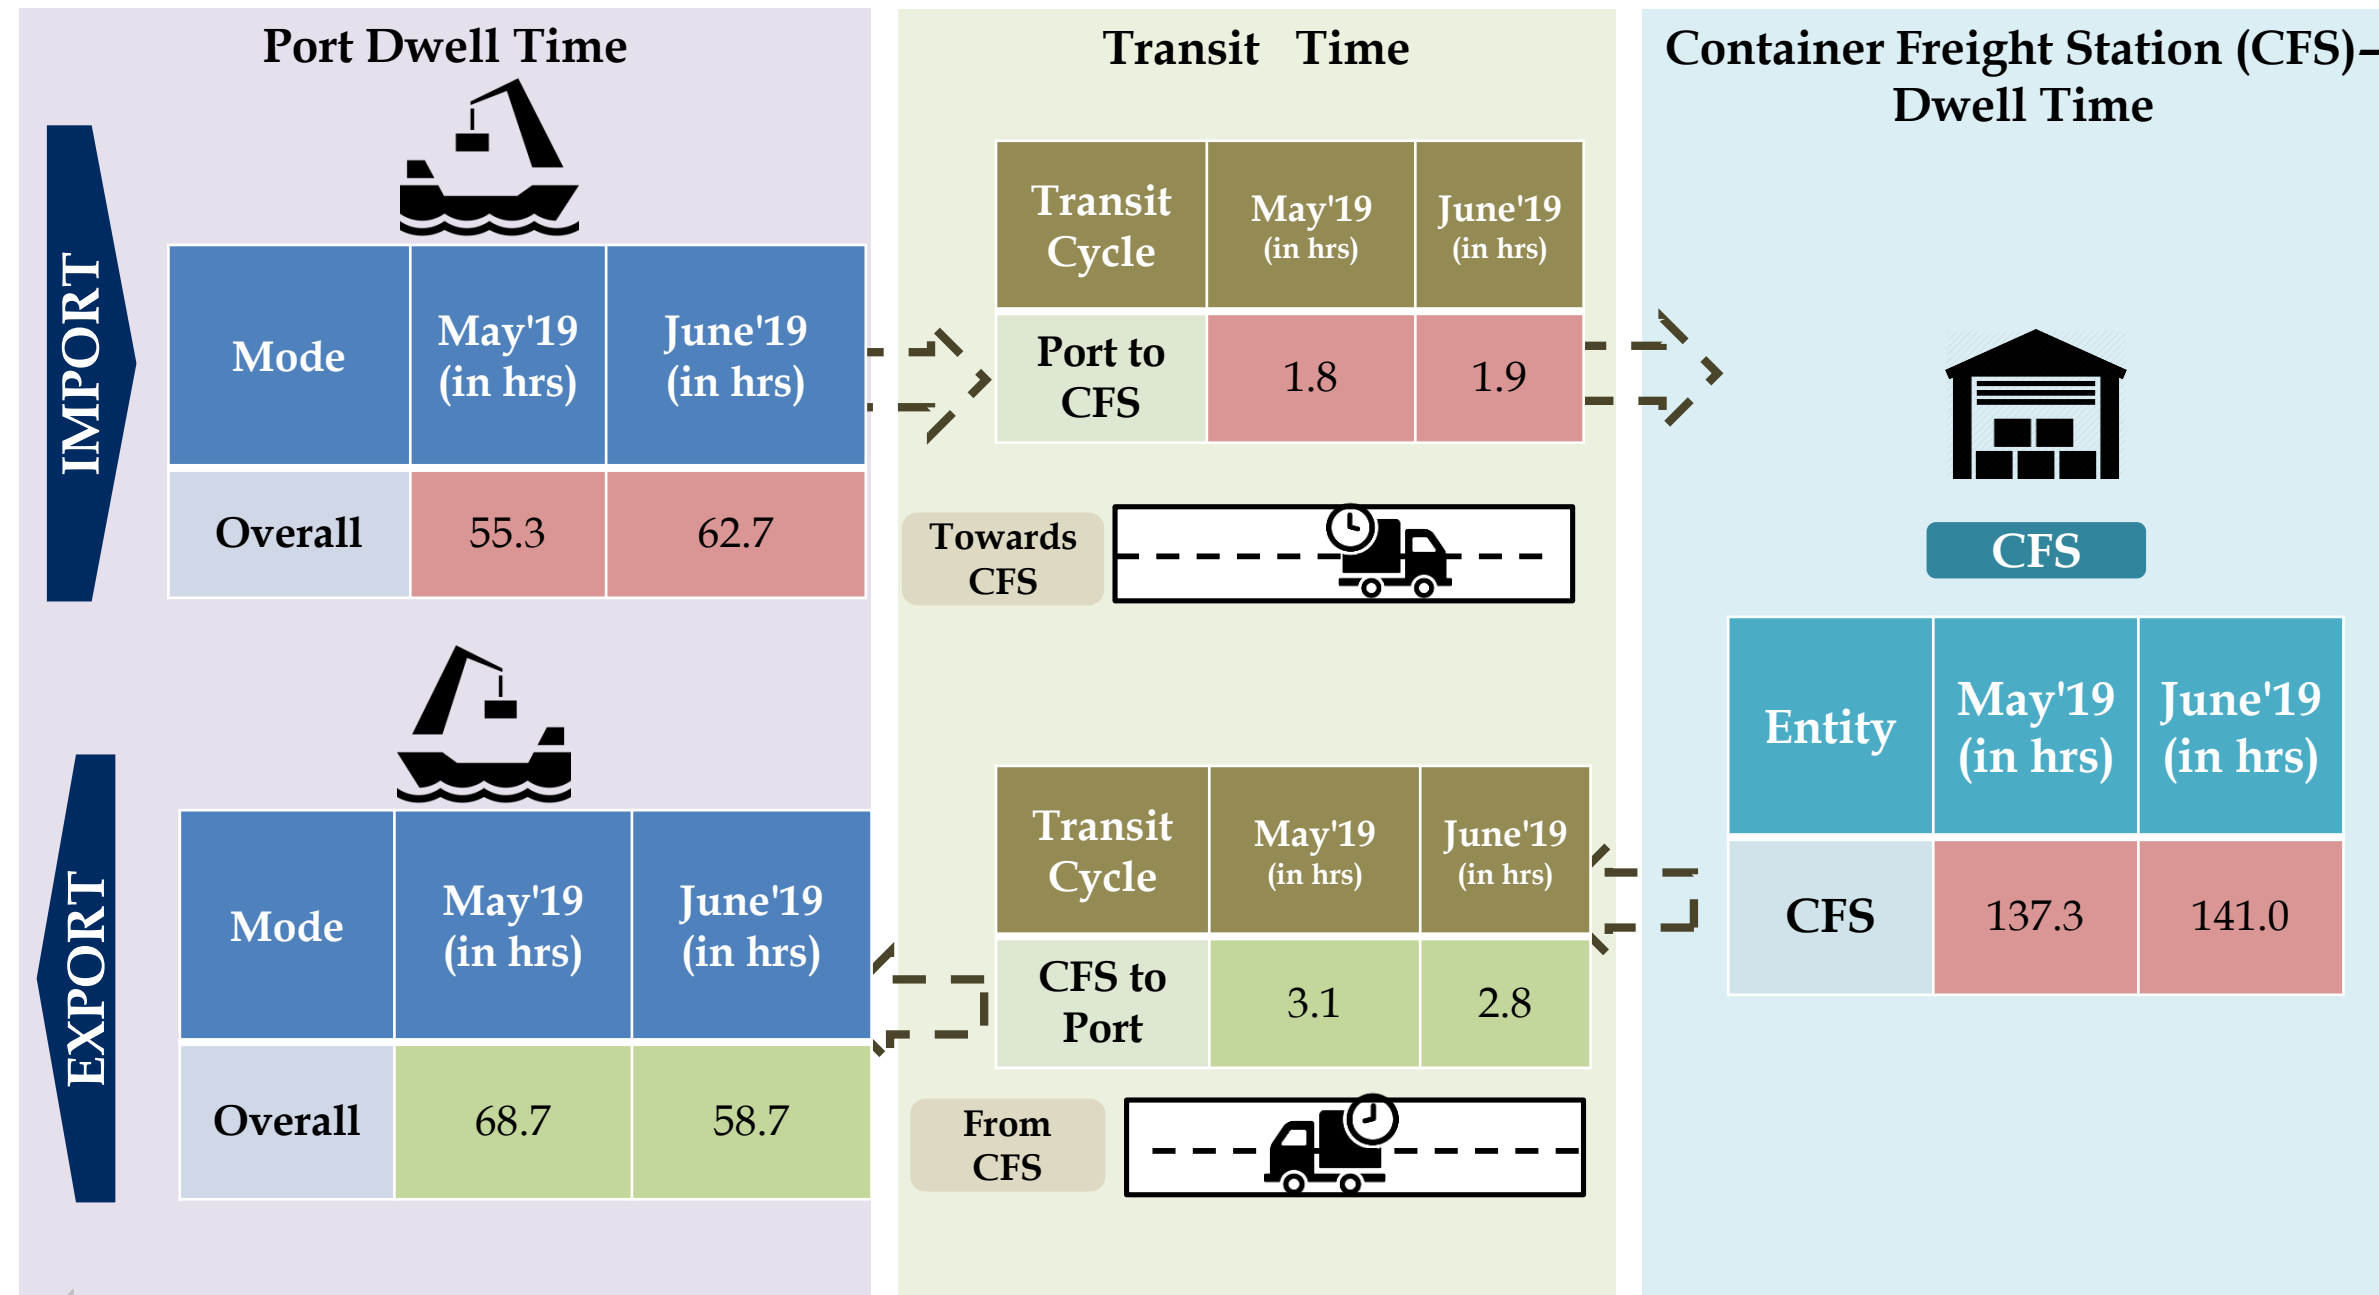 Port Dwell Time
IMPORT
Mode
May'19
(in hrs)
June'19
(in hrs)
Overall
55.3
62.7
EXPORT
Mode
May'19
(in hrs)
June'19
(in hrs)
Overall
68.7
58.7
Transit Time
Transit
Cycle
May'19
(in hrs)
June'19
(in hrs)
Port to
CFS
1.8
1.9
Towards
CFS
Transit
Cycle
May'19
(in hrs)
June'19
(in hrs)
CFS to
Port
3.1
2.8
From
CFS
Container Freight Station (CFS)–
Dwell Time
CFS
Entity
May'19
(in hrs)
June'19
(in hrs)
CFS
137.3
141.0